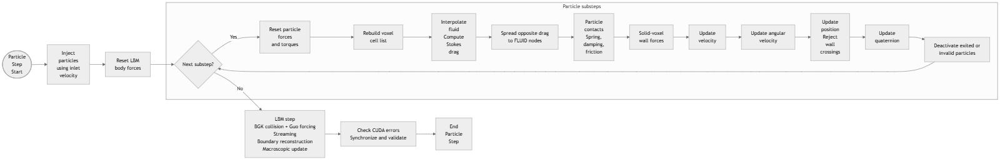 Particle substeps
Particle
Step
Start
Inject
particles
using inlet
velocity
Reset LBM
body forces
Next substep?
Yes
Reset particle
forces
and torques
Rebuild voxel
cell list
Interpolate
fluid
Compute
Stokes
drag
Spread opposite drag
to FLUID nodes
Particle
contacts
Spring,
damping,
friction
Solid-voxel
wall forces
Update
velocity
Update angular
velocity
Update
position
Reject
wall
crossings
Update
quaternion
Deactivate exited or
invalid particles
No
LBM step
BGK collision + Guo forcing
Streaming
Boundary reconstruction
Macroscopic update
Check CUDA errors
Synchronize and validate
End
Particle
Step